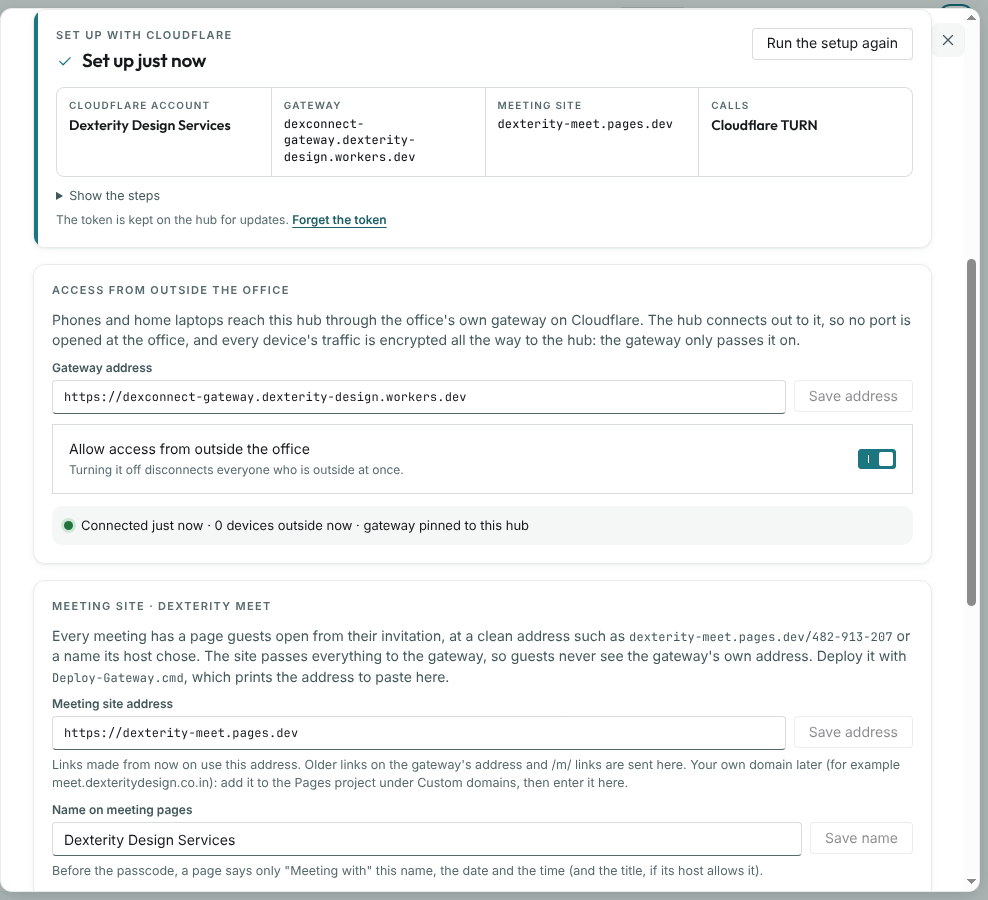 SET UP WITH CLOUDFLARE
Set up just now
Run the setup again
CLOUDFLARE ACCOUNT
Dexterity Design Services
GATEWAY
dexconnect-
gateway.dexterity-
design.workers.dev
MEETING SITE
dexterity-meet.pages.dev
CALLS
Cloudflare TURN
Show the steps
The token is kept on the hub for updates. Forget the token
ACCESS FROM OUTSIDE THE OFFICE
Phones and home laptops reach this hub through the office's own gateway on Cloudflare. The hub connects out to it, so no port is
opened at the office, and every device's traffic is encrypted all the way to the hub: the gateway only passes it on.
Gateway address
https://dexconnect-gateway.dexterity-design.workers.dev
Save address
Allow access from outside the office
Turning it off disconnects everyone who is outside at once.
Connected just now · 0 devices outside now · gateway pinned to this hub
MEETING SITE · DEXTERITY MEET
Every meeting has a page guests open from their invitation, at a clean address such as dexterity-meet.pages.dev/482-913-207 or
a name its host chose. The site passes everything to the gateway, so guests never see the gateway's own address. Deploy it with
Deploy-Gateway.cmd, which prints the address to paste here.
Meeting site address
https://dexterity-meet.pages.dev
Save address
Links made from now on use this address. Older links on the gateway's address and /m/ links are sent here. Your own domain later (for example
meet.dexteritydesign.co.in): add it to the Pages project under Custom domains, then enter it here.
Name on meeting pages
Dexterity Design Services
Save name
Before the passcode, a page says only "Meeting with" this name, the date and the time (and the title, if its host allows it).